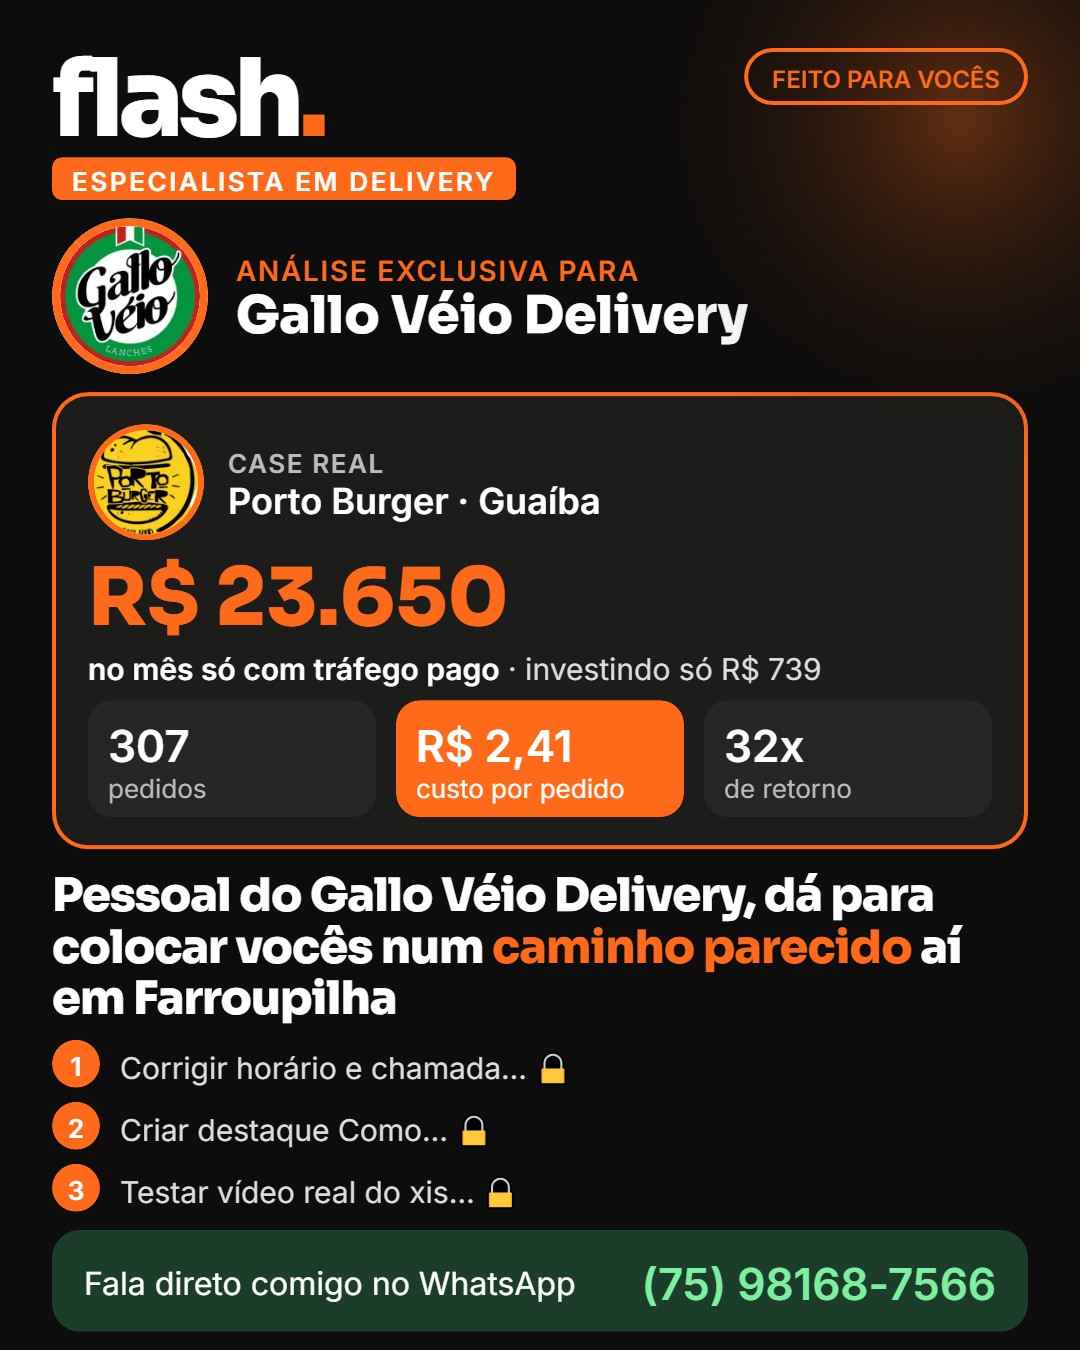 flash.
FEITO PARA VOCÊS
ESPECIALISTA EM DELIVERY
Gallo
Véio
LANCHES
ANÁLISE EXCLUSIVA PARA
Gallo Véio Delivery
PORTO
BURGER
CASE REAL
Porto Burger · Guaíba
R$ 23.650
no mês só com tráfego pago · investindo só R$ 739
307
pedidos
R$ 2,41
custo por pedido
32x
de retorno
Pessoal do Gallo Véio Delivery, dá para
colocar vocês num caminho parecido aí
em Farroupilha
1 Corrigir horário e chamada... 🔒
2 Criar destaque Como... 🔒
3 Testar vídeo real do xis... 🔒
Fala direto comigo no WhatsApp (75) 98168-7566